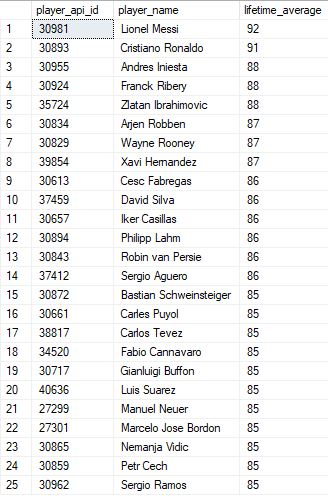 player_api_id player_name lifetime_average
1 30981 Lionel Messi 92
2 30893 Cristiano Ronaldo 91
3 30955 Andres Iniesta 88
4 30924 Franck Ribery 88
5 35724 Zlatan Ibrahimovic 88
6 30834 Arjen Robben 87
7 30829 Wayne Rooney 87
8 39854 Xavi Hernandez 87
9 30613 Cesc Fabregas 86
10 37459 David Silva 86
11 30657 Iker Casillas 86
12 30894 Philipp Lahm 86
13 30843 Robin van Persie 86
14 37412 Sergio Aguero 86
15 30872 Bastian Schweinsteiger 85
16 30661 Carles Puyol 85
17 38817 Carlos Tevez 85
18 34520 Fabio Cannavaro 85
19 30717 Gianluigi Buffon 85
20 40636 Luis Suarez 85
21 27299 Manuel Neuer 85
22 27301 Marcelo Jose Bordon 85
23 30865 Nemanja Vidic 85
24 30859 Petr Cech 85
25 30962 Sergio Ramos 85